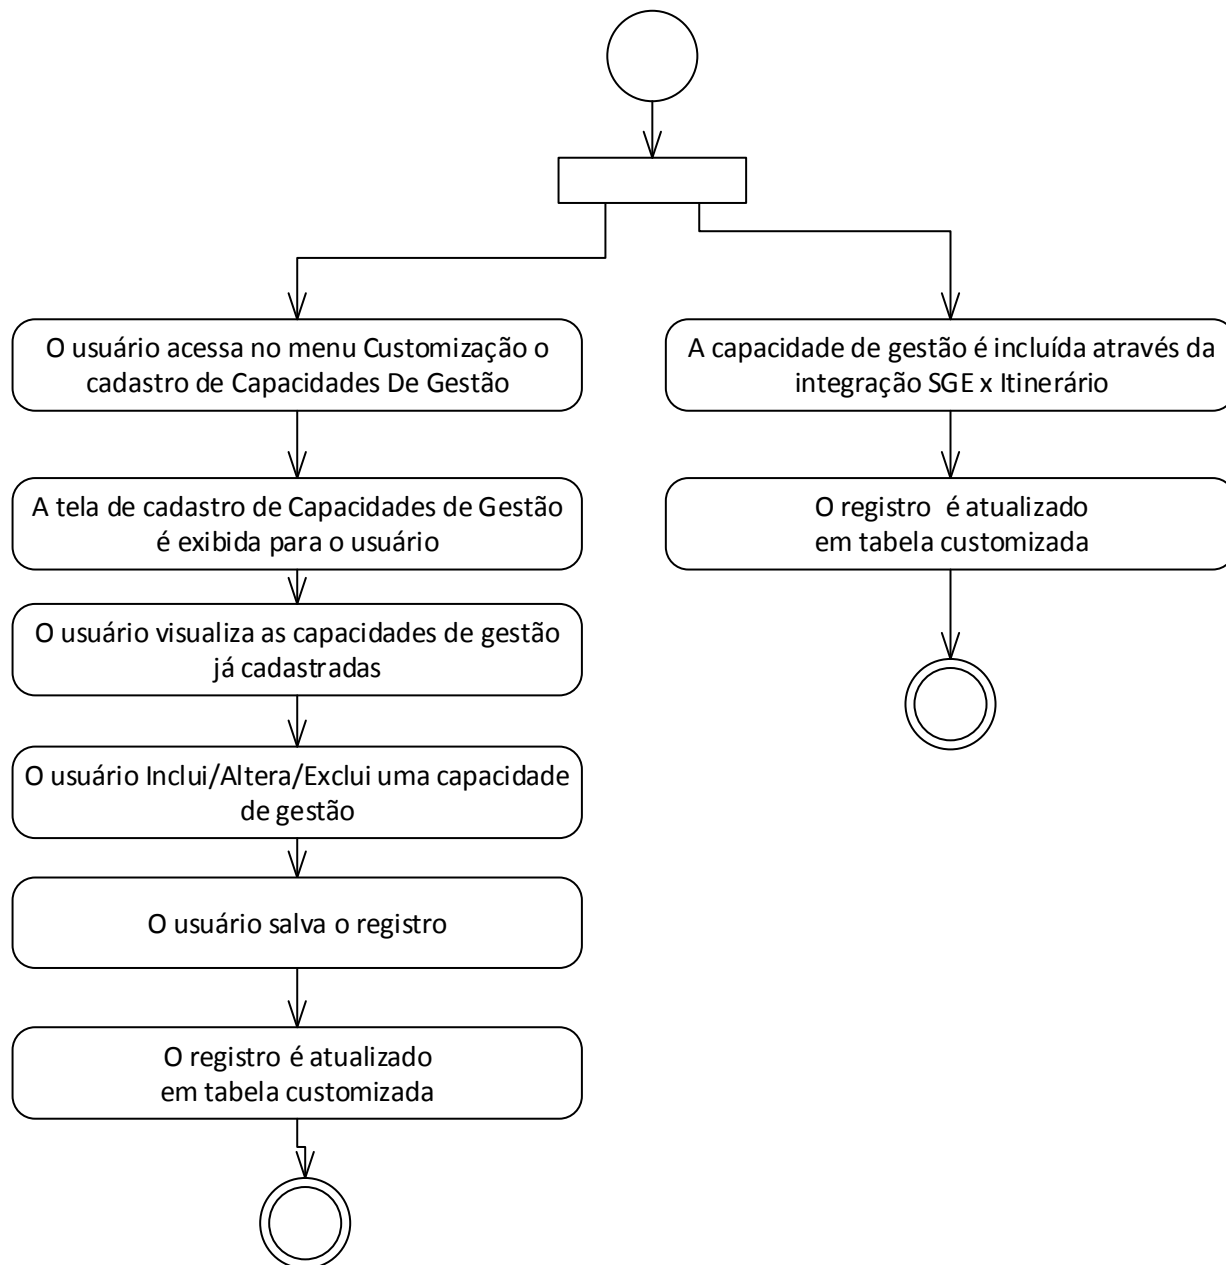 O usuário acessa no menu Customização o
cadastro de Capacidades De Gestão
A tela de cadastro de Capacidades de Gestão
é exibida para o usuário
O usuário visualiza as capacidades de gestão
já cadastradas
O usuário Inclui/Altera/Exclui uma capacidade
de gestão
O usuário salva o registro
O registro é atualizado
em tabela customizada
A capacidade de gestão é incluída através da
integração SGE x Itinerário
O registro é atualizado
em tabela customizada